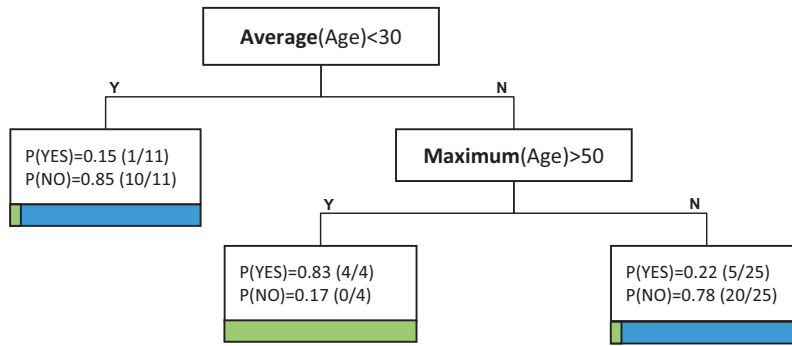 Average(Age)<30
Y
N
P(YES)=0.15 (1/11)
P(NO)=0.85 (10/11)
Maximum(Age)>50
Y
N
P(YES)=0.83 (4/4)
P(NO)=0.17 (0/4)
P(YES)=0.22 (5/25)
P(NO)=0.78 (20/25)